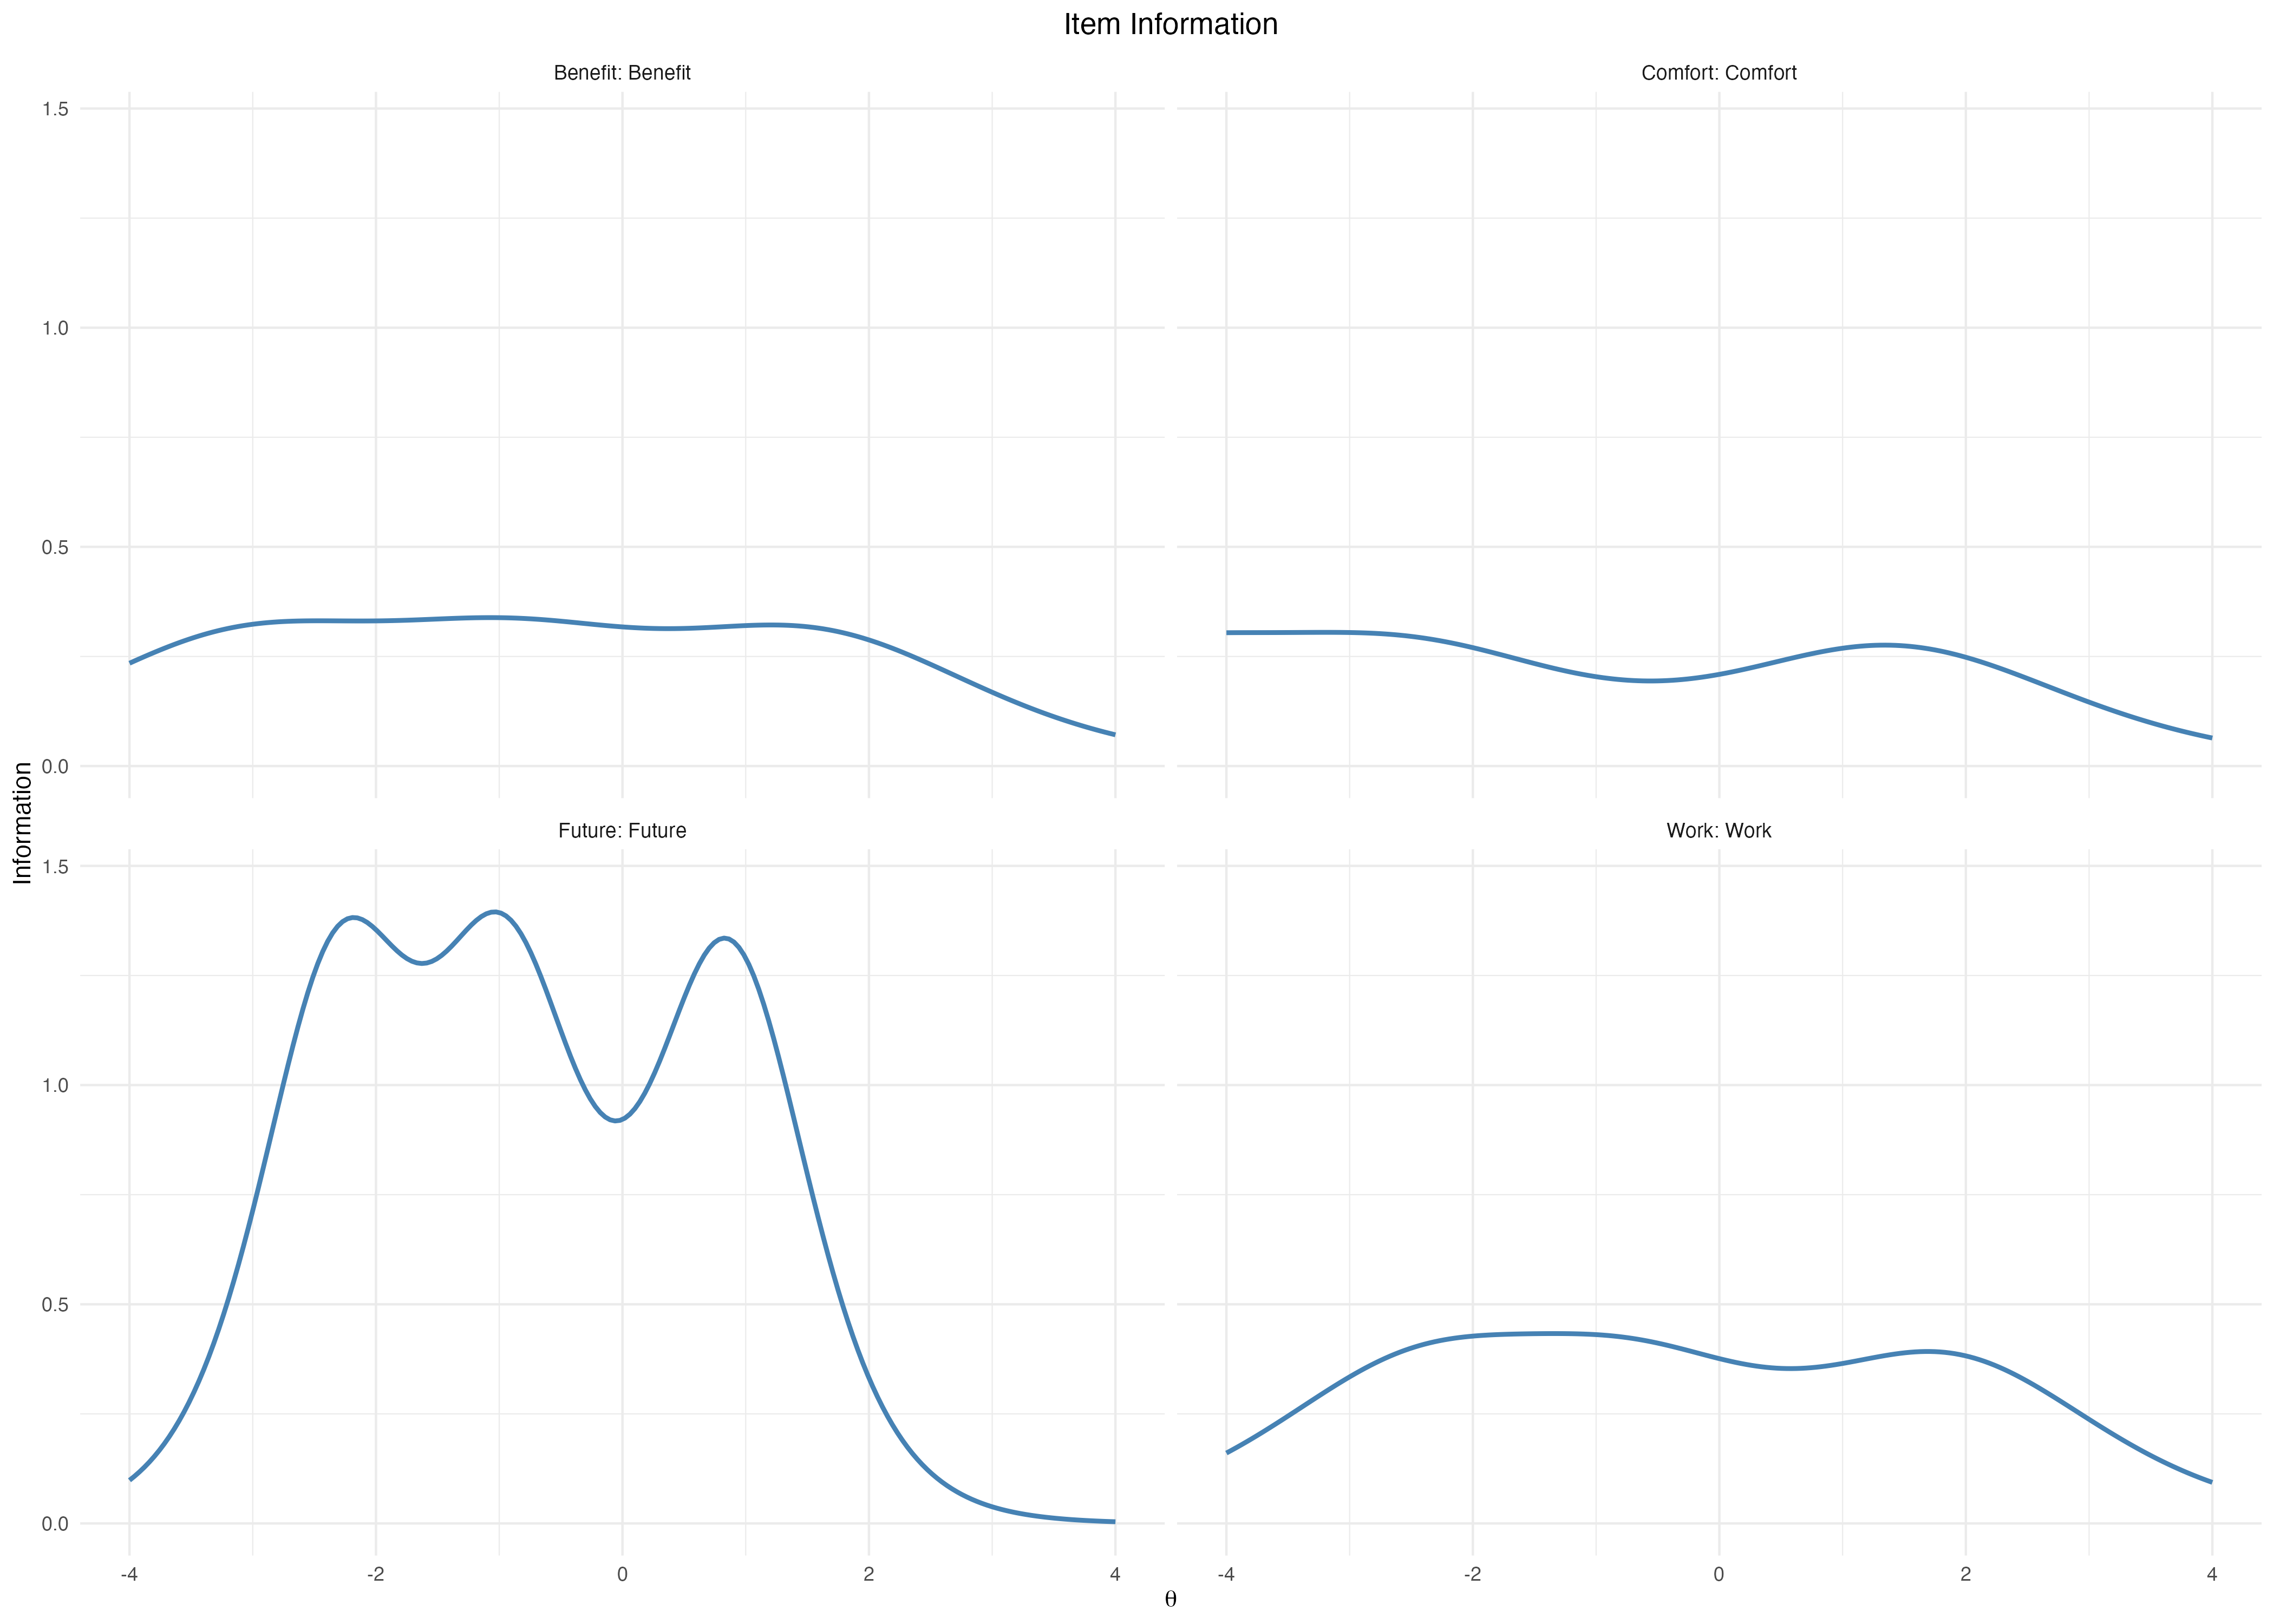 Item Information
Benefit: Benefit
Comfort: Comfort
1.5
1.0
0.5
0.0
Information
Future: Future
Work: Work
1.5
1.0
0.5
0.0
-4 -2 0 2 4 -4 -2 0 2 4
θ